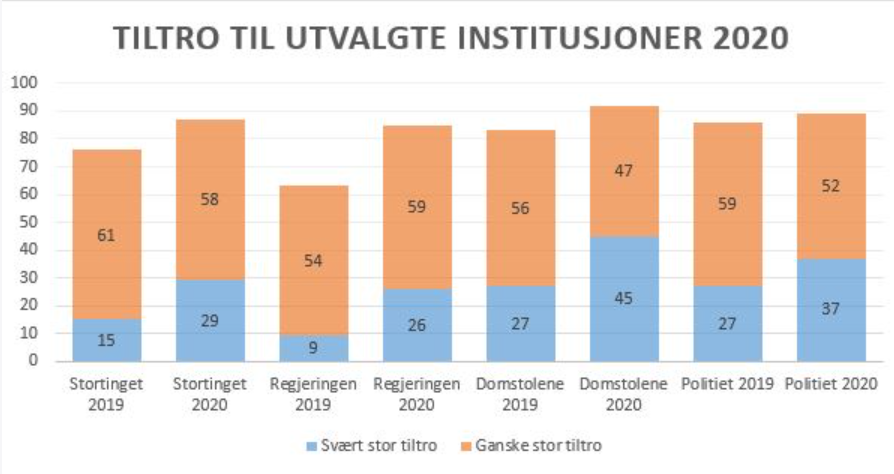 TILTRO TIL UTVALGTE INSTITUSJONER 2020
100
90
80
70
60
50
40
30
20
10
0
61
58
54
59
56
47
59
52
15
29
9
26
27
45
27
37
Stortinget 2019
Stortinget 2020
Regjeringen 2019
Regjeringen 2020
Domstolene 2019
Domstolene 2020
Politiet 2019
Politiet 2020
Svært stor tiltro
Ganske stor tiltro